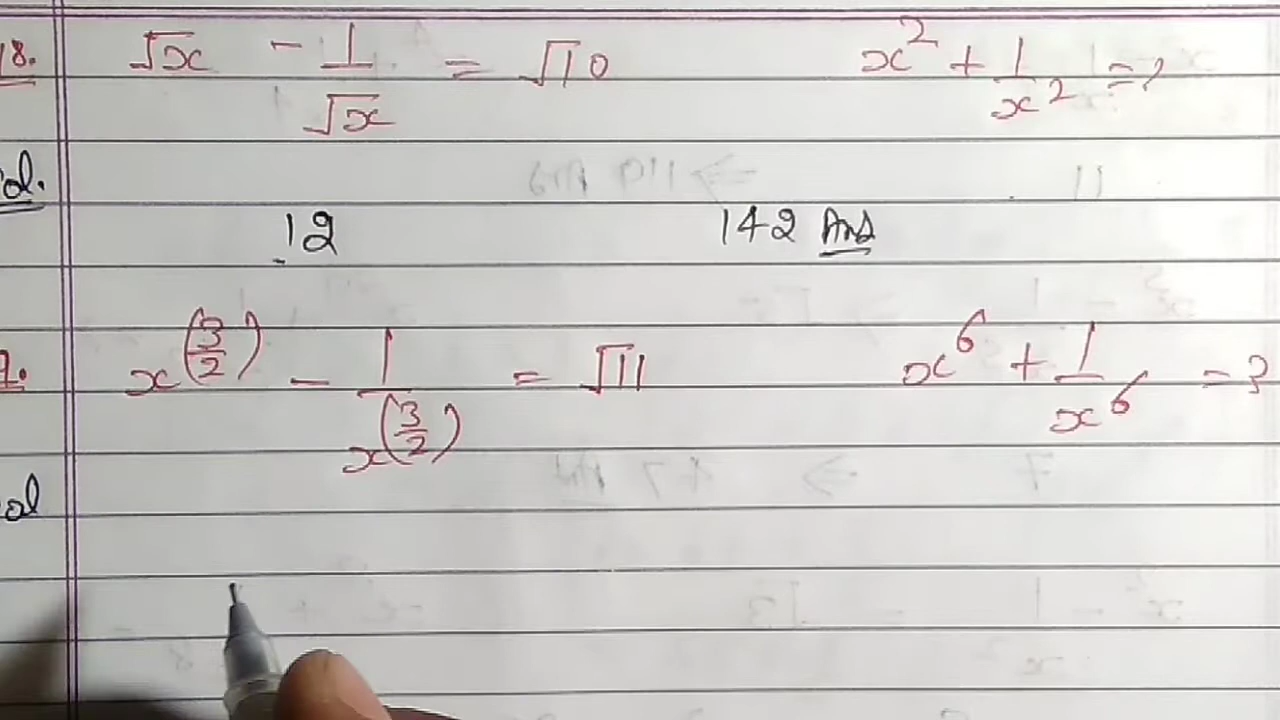 18. √x - 1/√x = √10 x² + 1/x² = ?
Sol.
12 142 Ans
x^(3/2) - 1/x^(3/2) = √11 x⁶ + 1/x⁶ = ?
Sol